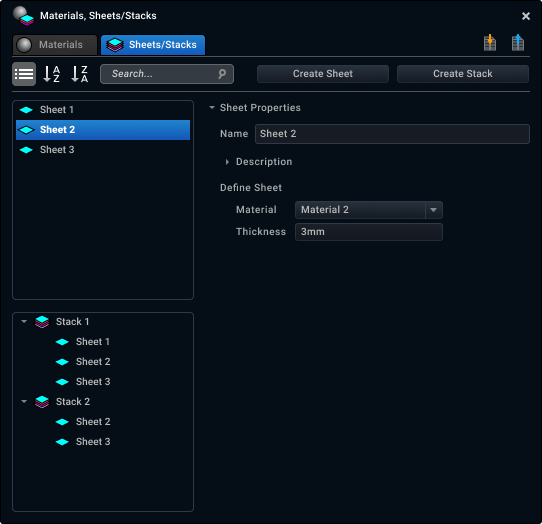 Materials, Sheets/Stacks
Materials
Sheets/Stacks
A
Z
Z
A
Search...
Create Sheet
Create Stack
Sheet 1
Sheet 2
Sheet 3
Sheet Properties
Name
Sheet 2
Description
Define Sheet
Material
Material 2
Thickness
3mm
Stack 1
Sheet 1
Sheet 2
Sheet 3
Stack 2
Sheet 2
Sheet 3